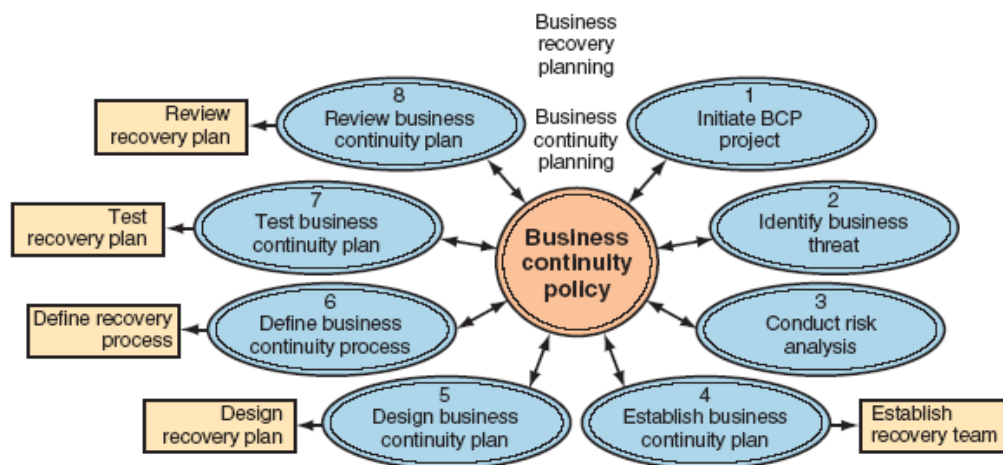 Business
recovery
planning
Business
continuity
planning
1
Initiate BCP
project
2
Identify business
threat
3
Conduct risk
analysis
4
Establish business
continuity plan
Establish
recovery team
5
Design business
continuity plan
Design
recovery plan
6
Define business
continuity process
Define recovery
process
7
Test business
continuity plan
Test
recovery plan
8
Review business
continuity plan
Review
recovery plan
Business
continuity
policy